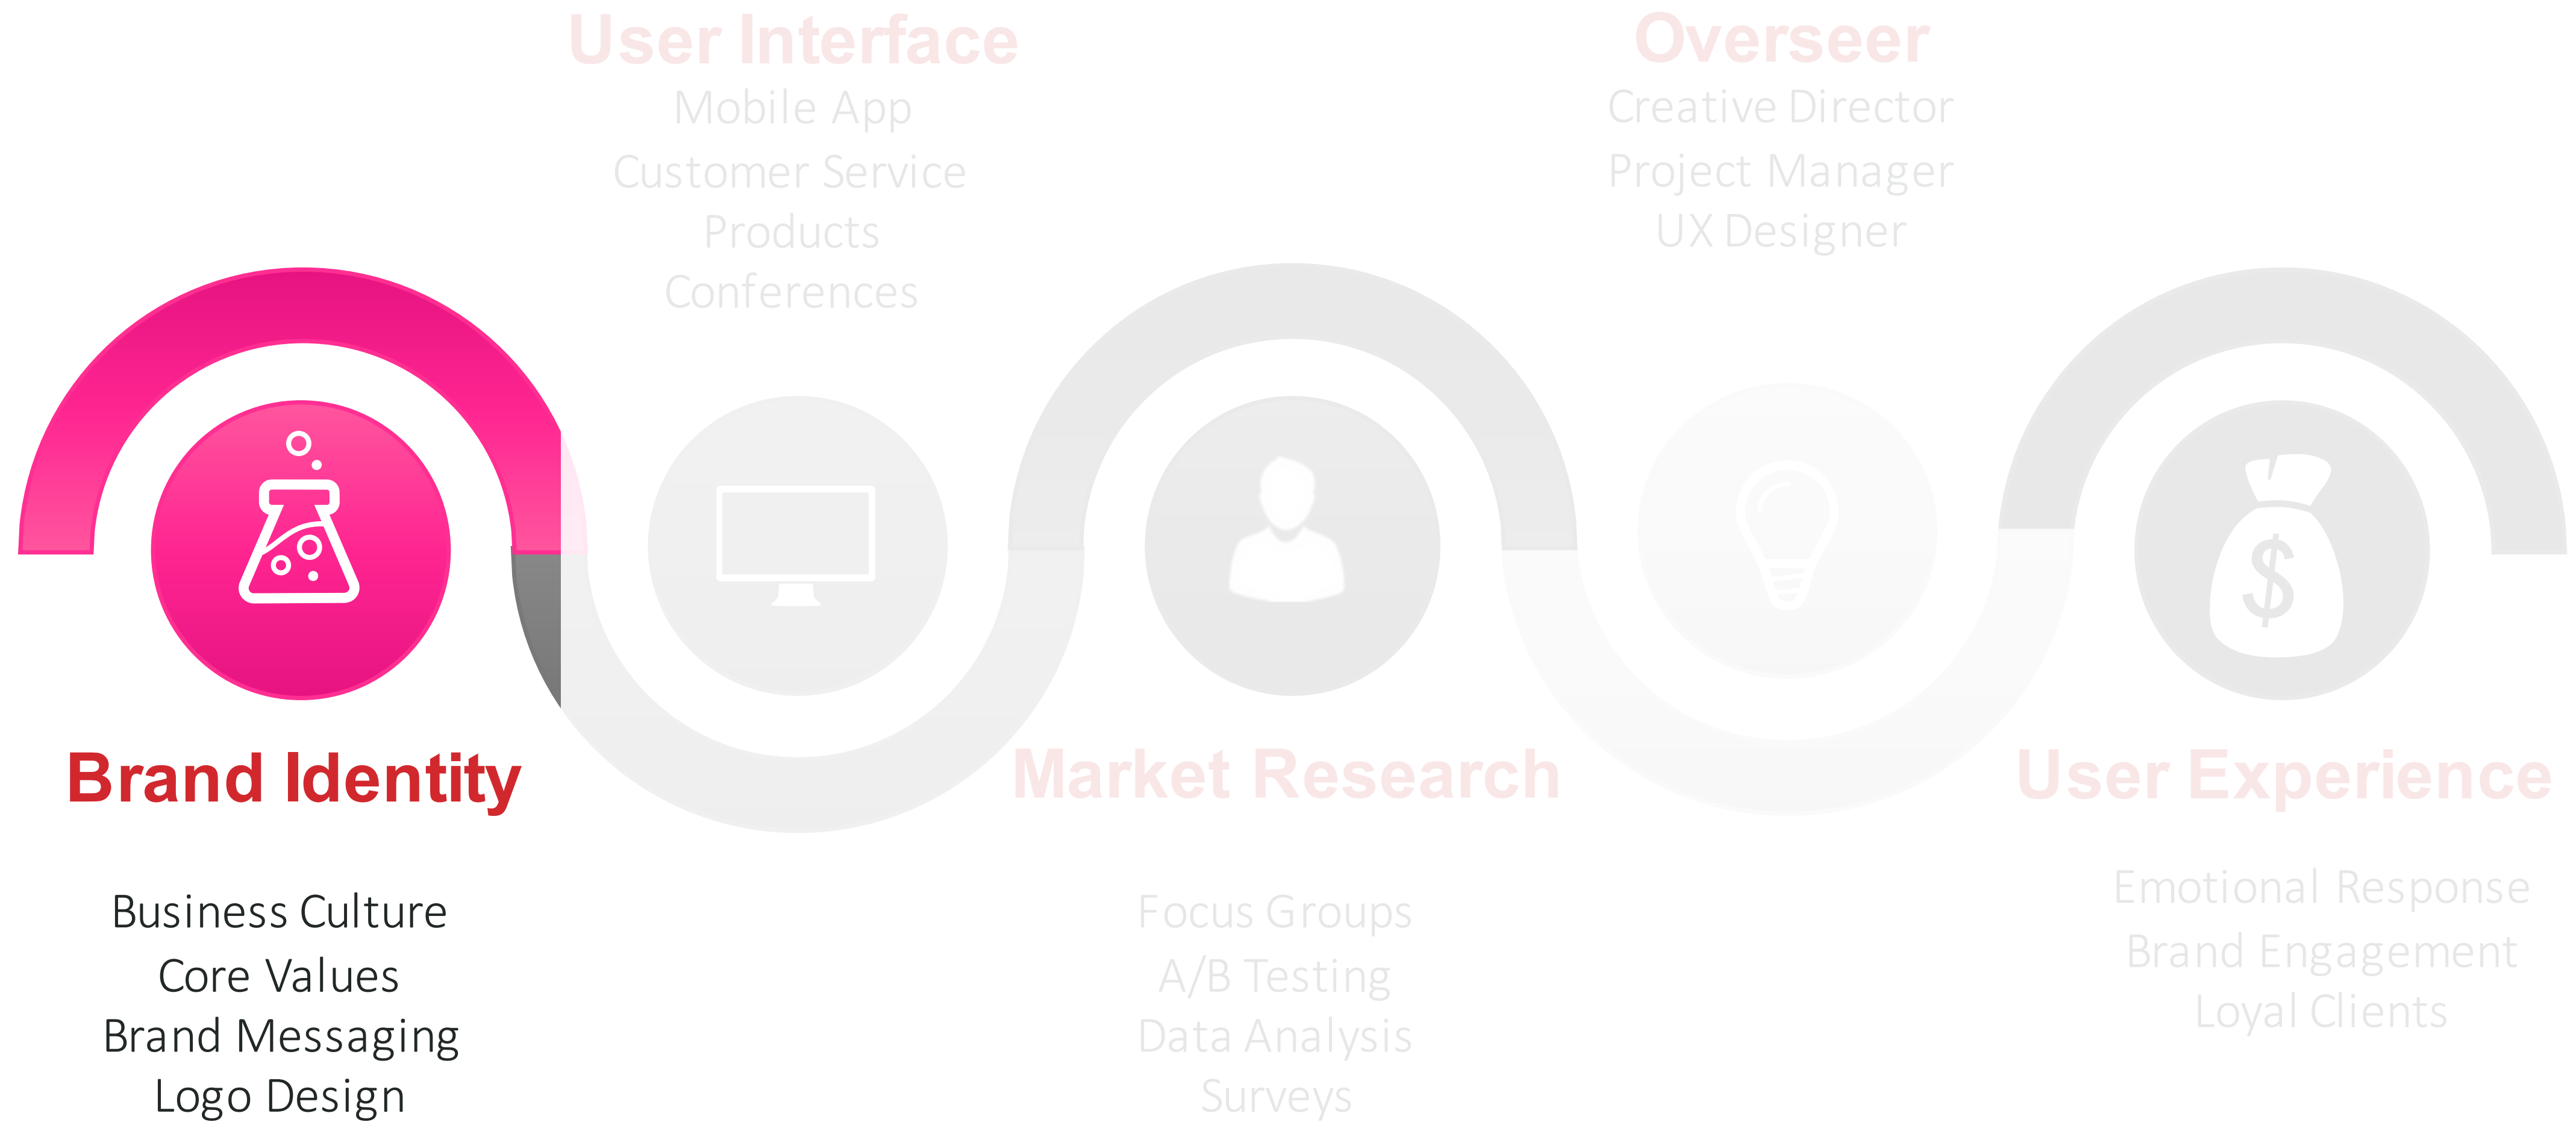 User Interface
Mobile App
Customer Service
Products
Conferences
Overseer
Creative Director
Project Manager
UX Designer
$
Brand Identity
Business Culture
Core Values
Brand Messaging
Logo Design
Market Research
Focus Groups
A/B Testing
Data Analysis
Surveys
User Experience
Emotional Response
Brand Engagement
Loyal Clients